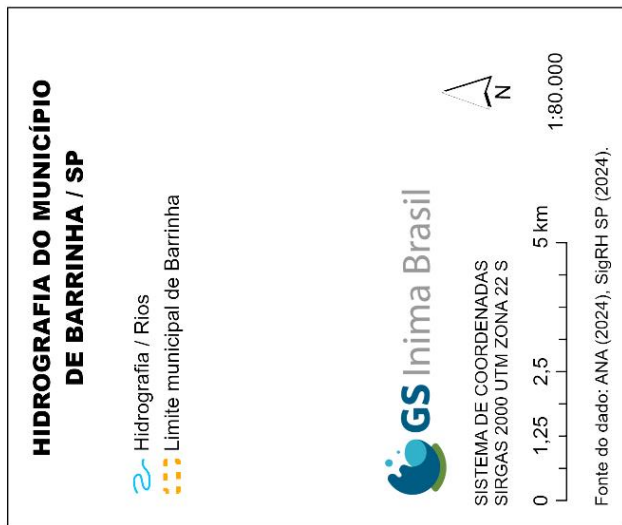 HIDROGRAFIA DO MUNICÍPIO
DE BARRINHA / SP
Hidrografia / Rios
Limite municipal de Barrinha
GS Inima Brasil
SISTEMA DE COORDENADAS
SIRGAS 2000 UTM ZONA 22 S
N
0 1,25 2,5 5 km
1:80.000
Fonte do dado: ANA (2024), SigRH SP (2024).